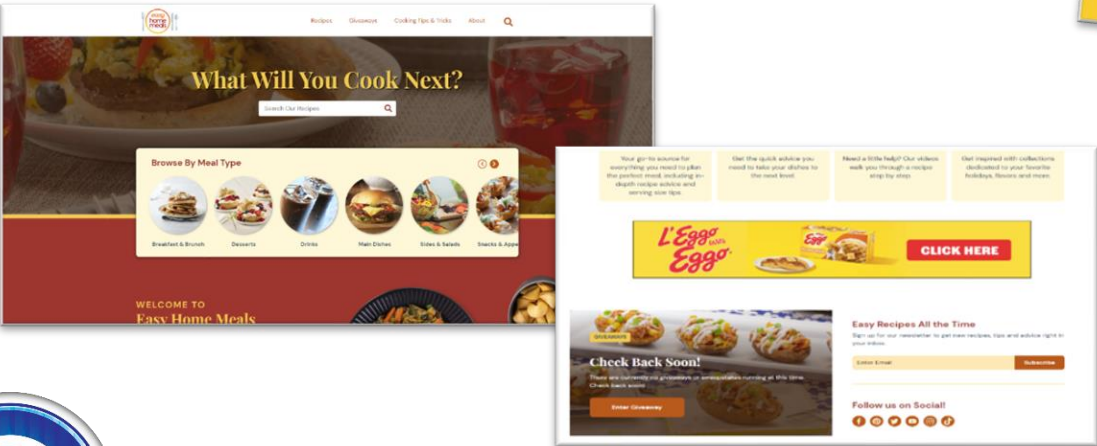 easy
home
meals
Recipes Giveaways Cooking Tips & Tricks About
What Will You Cook Next?
Search Our Recipes
Browse By Meal Type
Breakfast & Brunch Desserts Drinks Main Dishes Sides & Salads Snacks & Appe
WELCOME TO
Easy Home Meals
Your go-to source for
everything you need to plan
the perfect meal, including in-
depth recipe advice and
serving size tips.
Get the quick advice you
need to take your dishes to
the next level.
Need a little help? Our videos
walk you through a recipe
step by step.
Get inspired with collections
dedicated to your favorite
holidays, flavors and more.
L'Eggo
with
Eggo
Eggo
CLICK HERE
GIVEAWAYS
Check Back Soon!
There are currently no giveaways or sweepstakes running at this time.
Check back soon!
Enter Giveaway
Easy Recipes All the Time
Sign up for our newsletter to get new recipes, tips and advice right in
your inbox.
Enter Email
Subscribe
Follow us on Social!